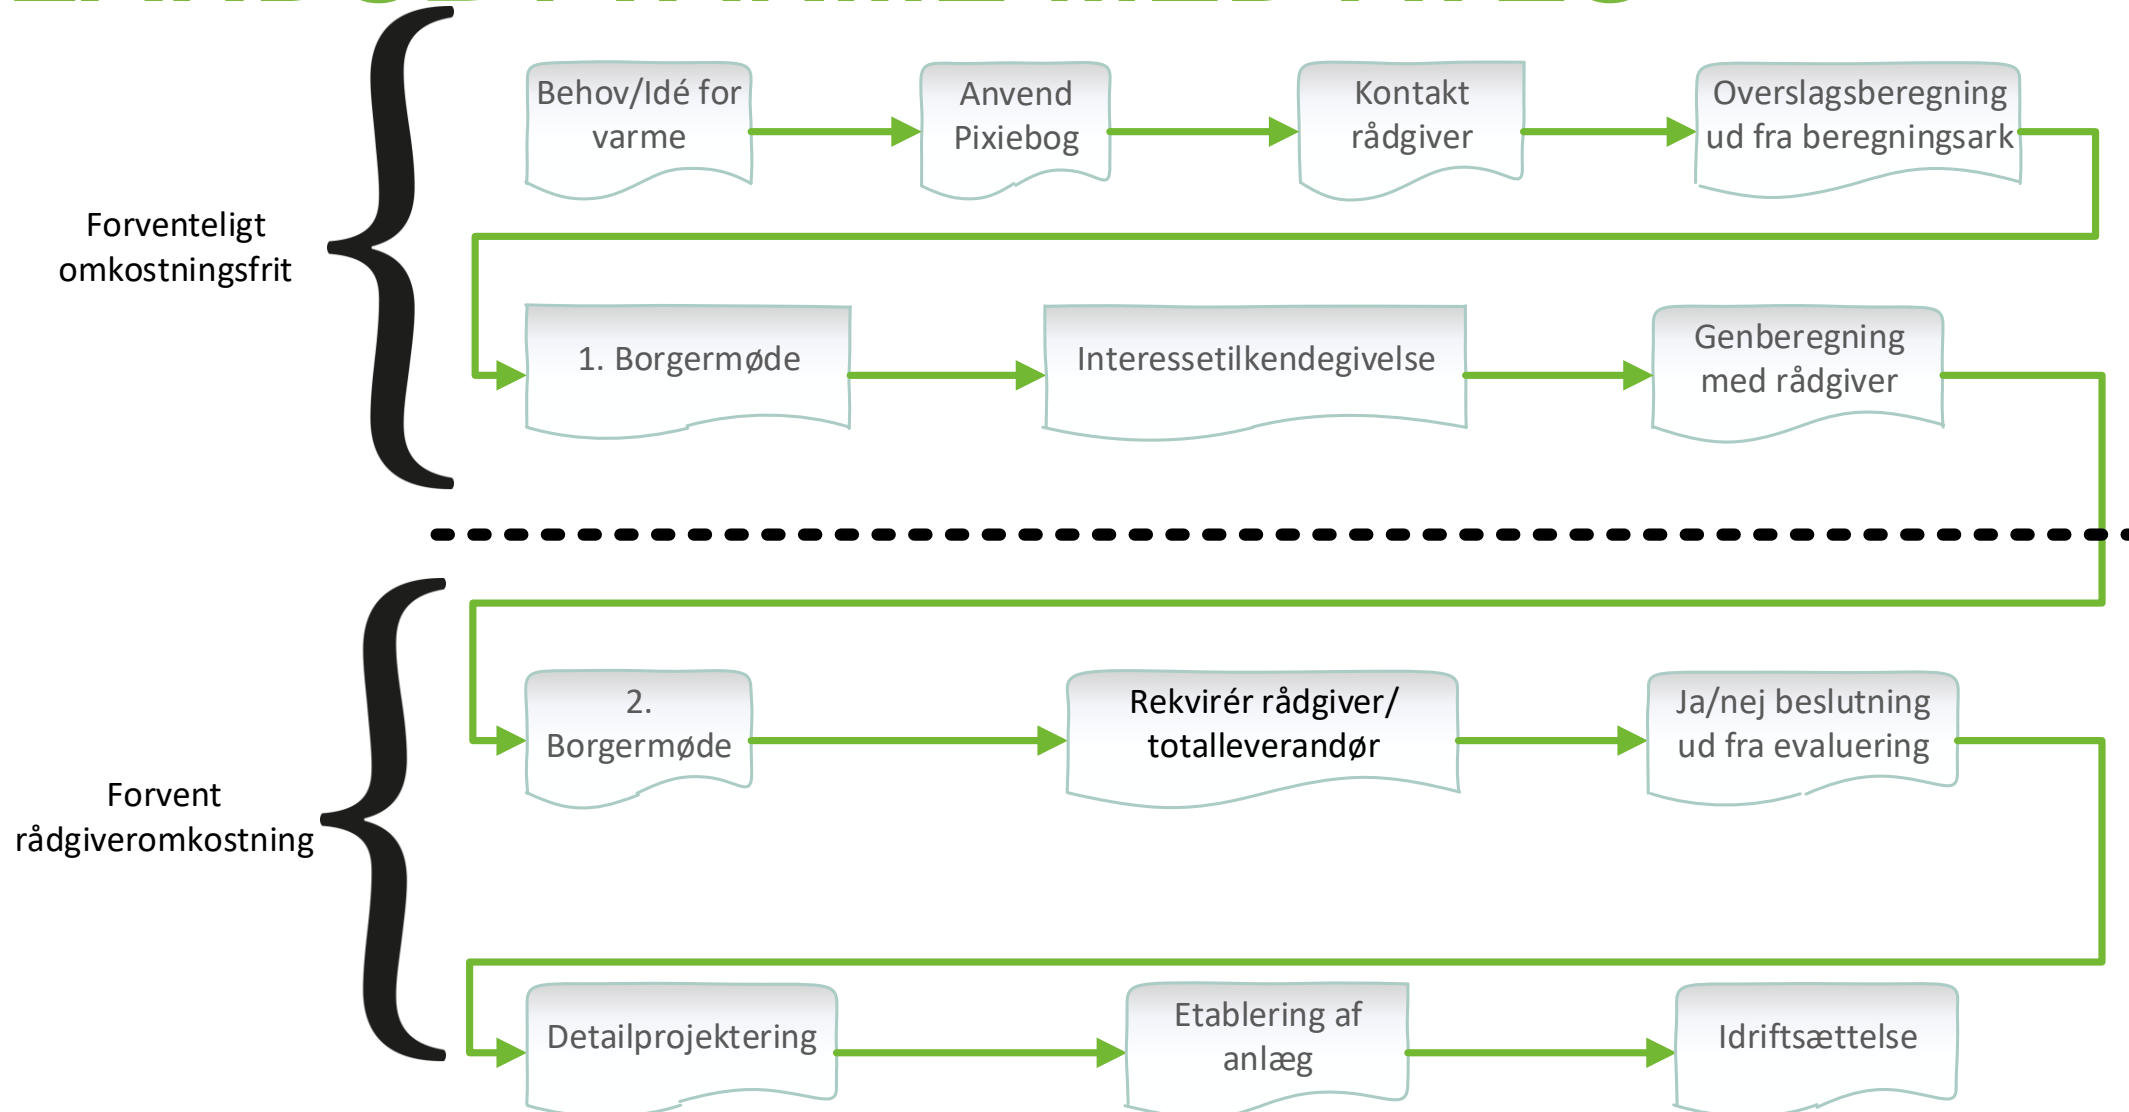 Behov/Idé for
varme
Anvend
Pixiebog
Kontakt
rådgiver
Overslagsberegning
ud fra beregningsark
Forventeligt
omkostningsfrit
1. Borgermøde
Interessetilkendegivelse
Genberegning
med rådgiver
2.
Borgermøde
Rekvirér rådgiver/
totalleverandør
Ja/nej beslutning
ud fra evaluering
Forvent
rådgiveromkostning
Detailprojektering
Etablering af
anlæg
Idriftsættelse